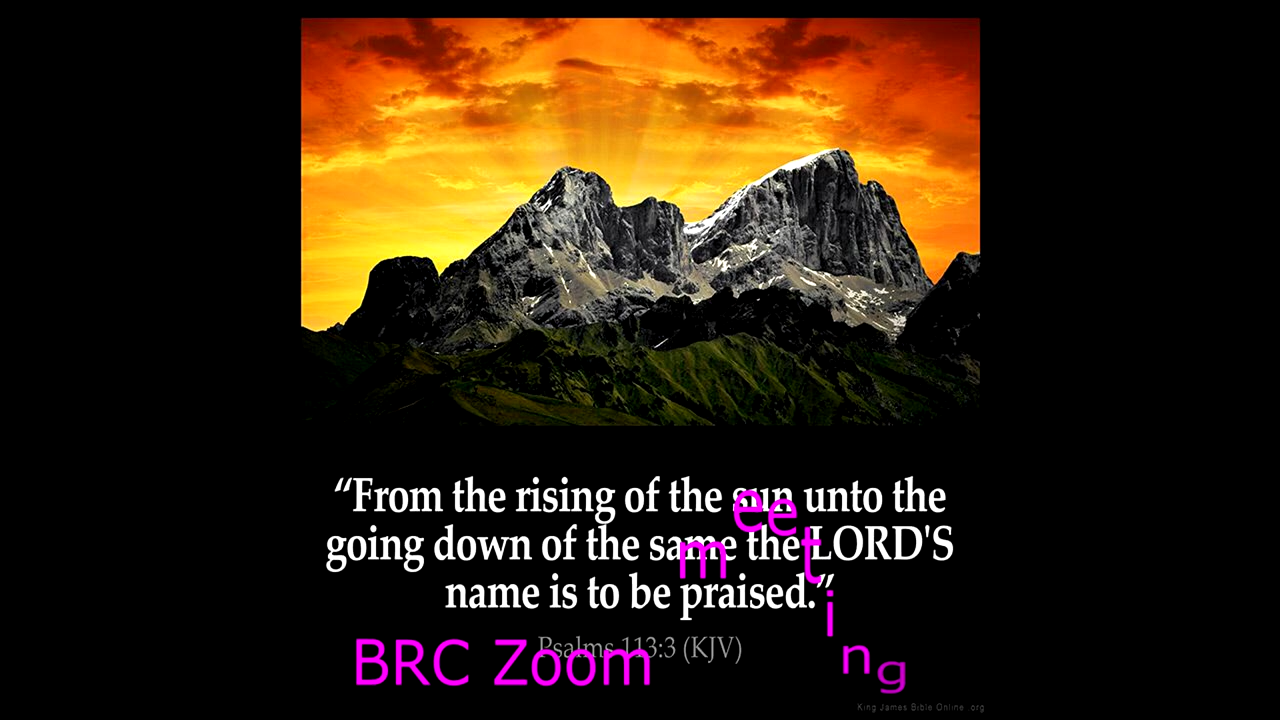 “From the rising of the sun unto the
going down of the same the LORD'S
name is to be praised.”
Psalms 113:3 (KJV)
BRC Zoom meeting
King James Bible Online .org